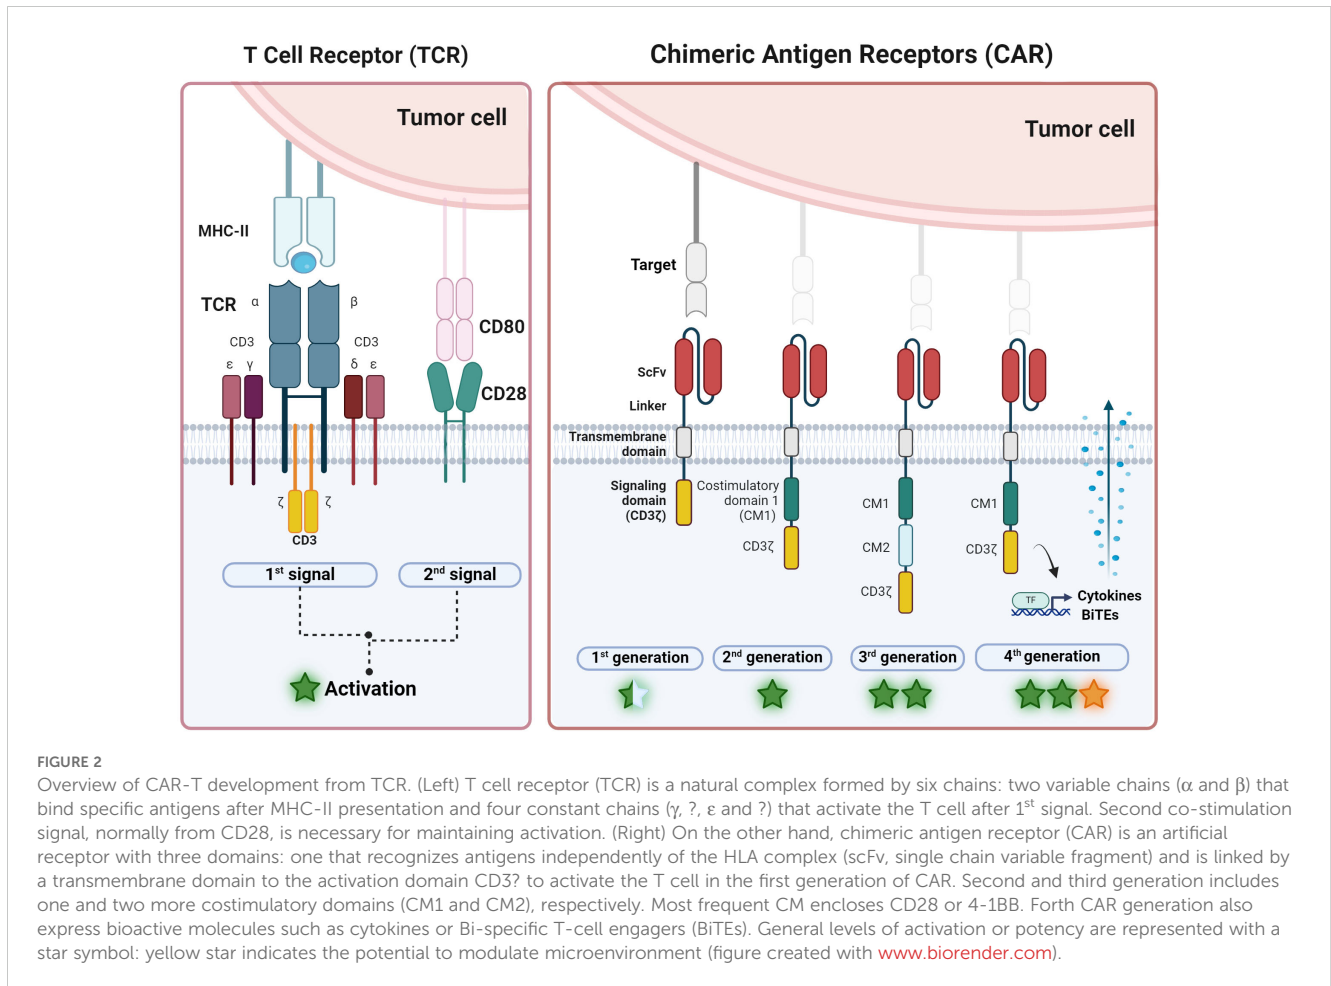 T Cell Receptor (TCR)
Tumor cell
MHC-II
TCR
α
β
CD3
CD3
ε
γ
δ
ε
CD80
CD28
ζ
ζ
CD3
1st signal
2nd signal
Activation
Chimeric Antigen Receptors (CAR)
Tumor cell
Target
ScFv
Linker
Transmembrane
domain
Signaling
domain
(CD3ζ)
Costimulatory
domain 1
(CM1)
CD3ζ
CM1
CM2
CD3ζ
CM1
CD3ζ
TF
Cytokines
BiTEs
1st generation
2nd generation
3rd generation
4th generation
FIGURE 2
Overview of CAR-T development from TCR. (Left) T cell receptor (TCR) is a natural complex formed by six chains: two variable chains (α and β) that
bind specific antigens after MHC-II presentation and four constant chains (γ, ?, ε and ?) that activate the T cell after 1st signal. Second co-stimulation
signal, normally from CD28, is necessary for maintaining activation. (Right) On the other hand, chimeric antigen receptor (CAR) is an artificial
receptor with three domains: one that recognizes antigens independently of the HLA complex (scFv, single chain variable fragment) and is linked by
a transmembrane domain to the activation domain CD3? to activate the T cell in the first generation of CAR. Second and third generation includes
one and two more costimulatory domains (CM1 and CM2), respectively. Most frequent CM encloses CD28 or 4-1BB. Forth CAR generation also
express bioactive molecules such as cytokines or Bi-specific T-cell engagers (BiTEs). General levels of activation or potency are represented with a
star symbol: yellow star indicates the potential to modulate microenvironment (figure created with www.biorender.com).